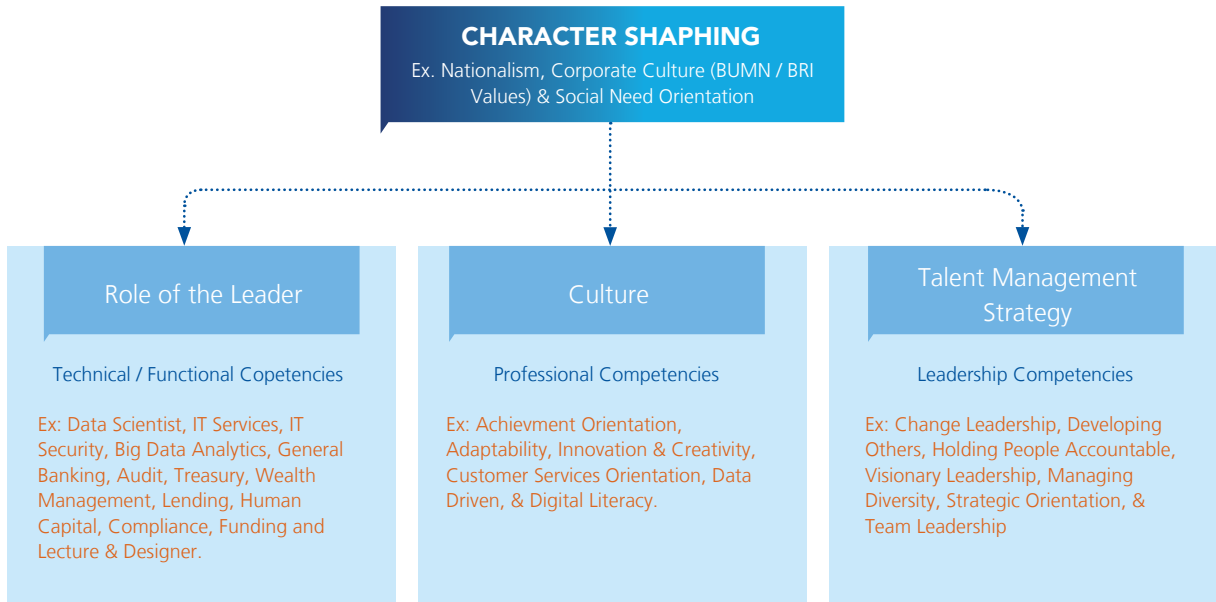 CHARACTER SHAPHING
Ex. Nationalism, Corporate Culture (BUMN / BRI
Values) & Social Need Orientation
Role of the Leader
Technical / Functional Copetencies
Ex: Data Scientist, IT Services, IT
Security, Big Data Analytics, General
Banking, Audit, Treasury, Wealth
Management, Lending, Human
Capital, Compliance, Funding and
Lecture & Designer.
Culture
Professional Competencies
Ex: Achievment Orientation,
Adaptability, Innovation & Creativity,
Customer Services Orientation, Data
Driven, & Digital Literacy.
Talent Management
Strategy
Leadership Competencies
Ex: Change Leadership, Developing
Others, Holding People Accountable,
Visionary Leadership, Managing
Diversity, Strategic Orientation, &
Team Leadership